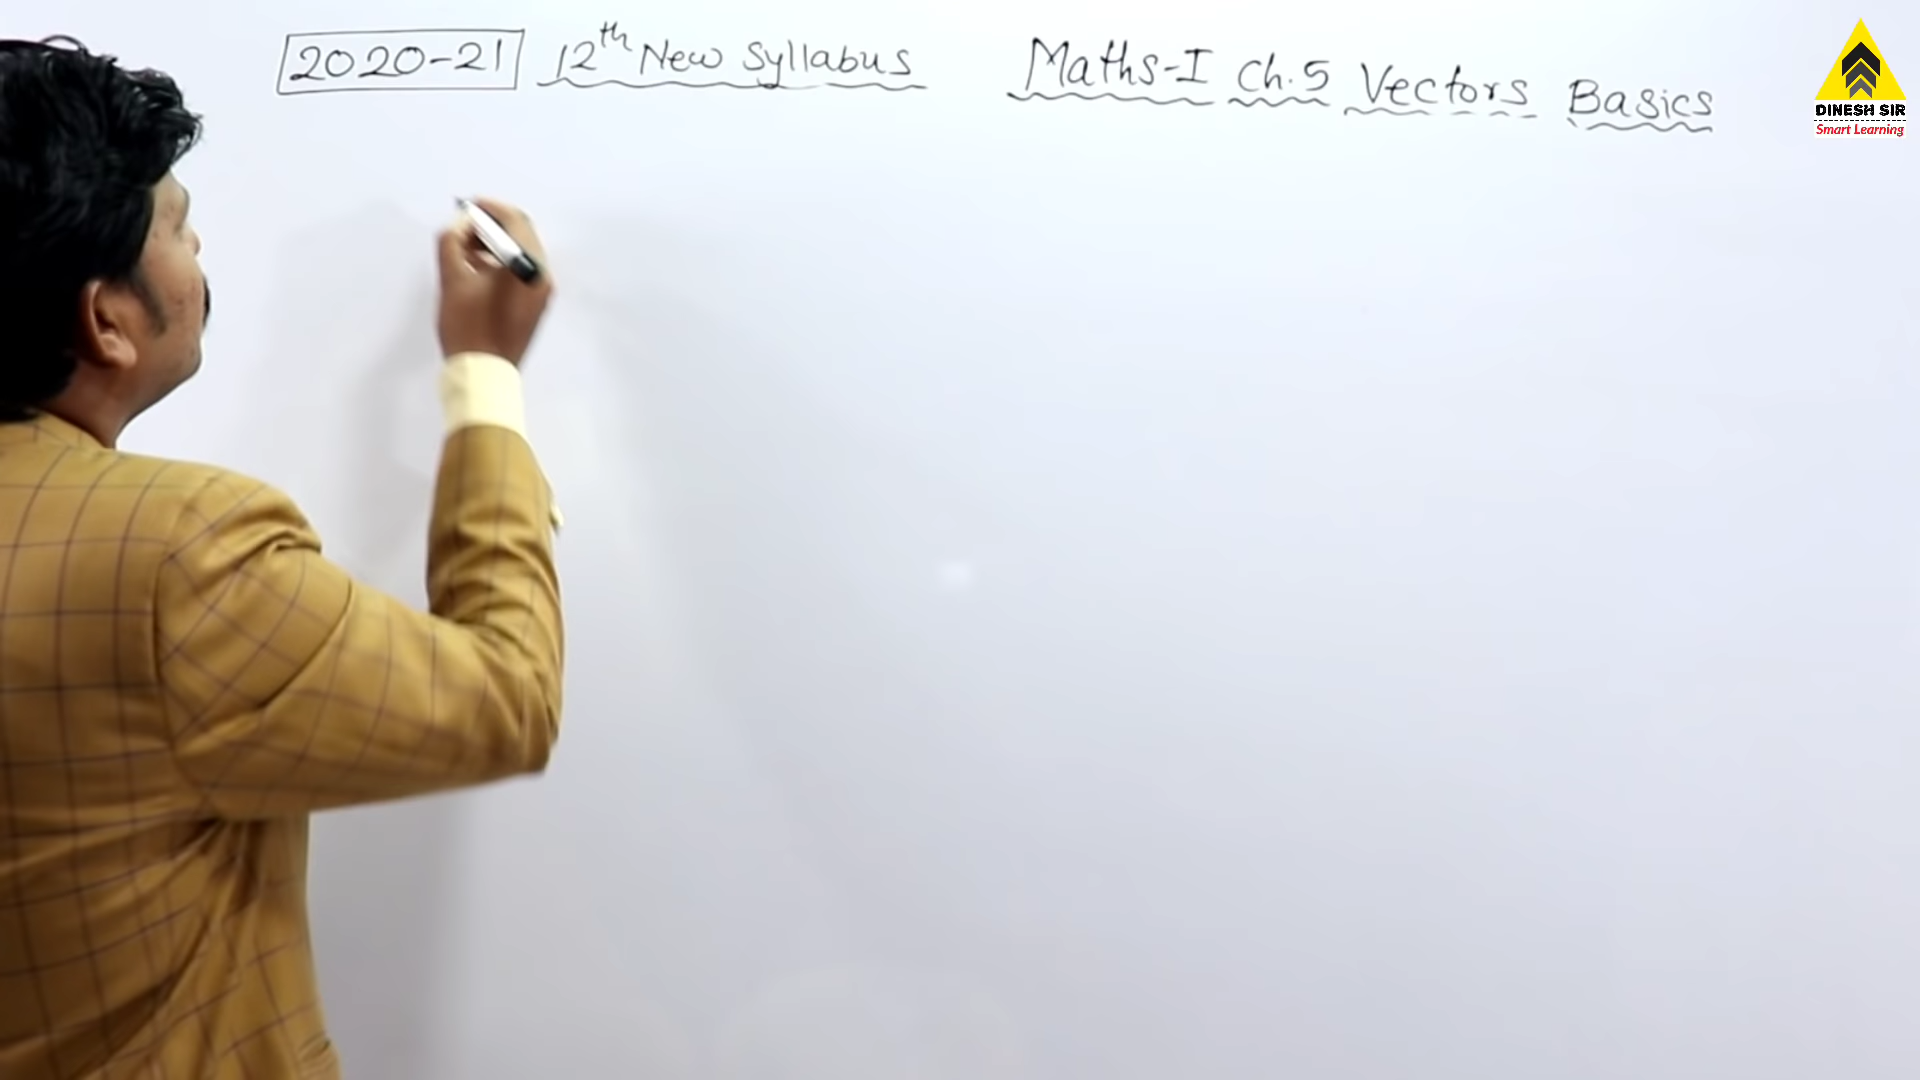 2020-21 12th New Syllabus Maths-I Ch.5 Vectors Basics
DINESH SIR
Smart Learning